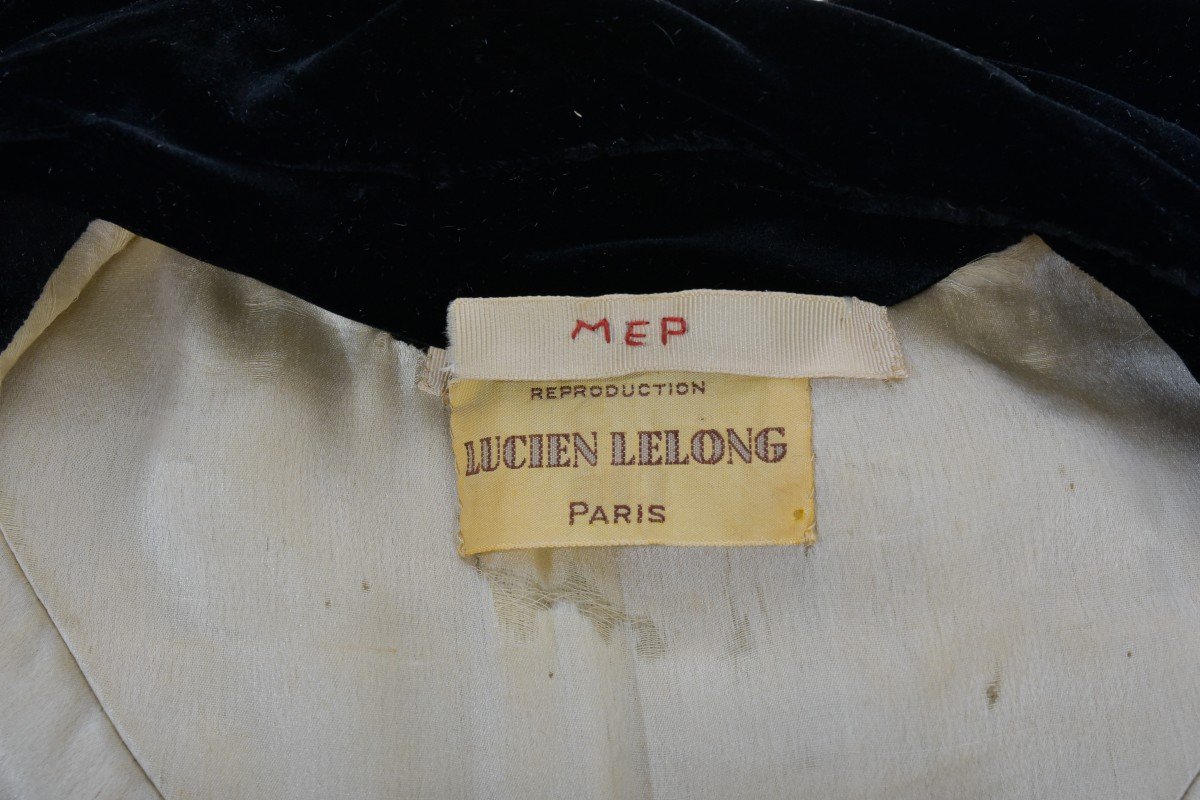 MEP
REPRODUCTION
LUCIEN LELONG
PARIS